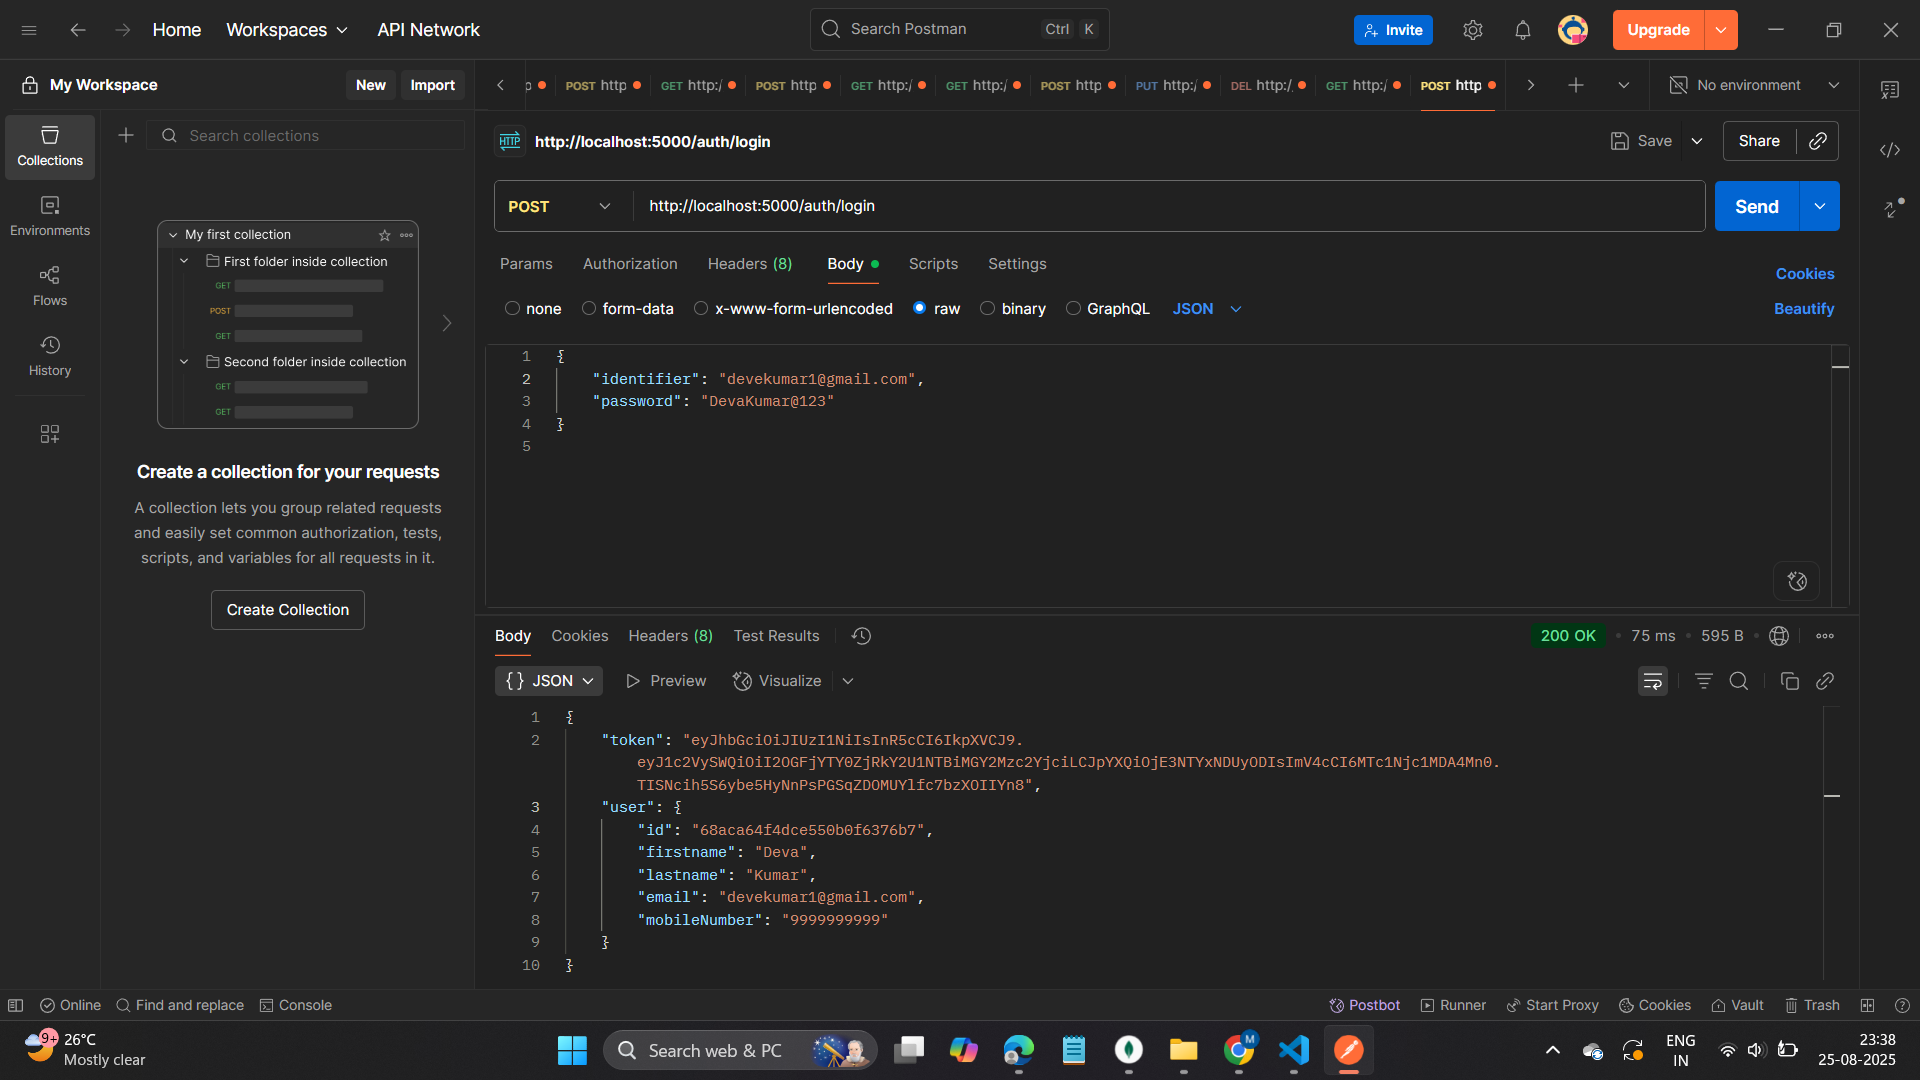 Home
Workspaces
API Network
Search Postman
Ctrl K
Invite
Upgrade
My Workspace
New
Import
POST http
GET http:/
POST http
GET http:/
GET http:/
POST http
PUT http:/
DEL http:/
GET http:/
POST http
No environment
Collections
Environments
Flows
History
Search collections
My first collection
First folder inside collection
GET
POST
GET
Second folder inside collection
GET
GET
Create a collection for your requests
A collection lets you group related requests
and easily set common authorization, tests,
scripts, and variables for all requests in it.
Create Collection
HTTP http://localhost:5000/auth/login
Save
Share
POST http://localhost:5000/auth/login
Send
Params Authorization Headers (8) Body Scripts Settings
Cookies
none form-data x-www-form-urlencoded raw binary GraphQL JSON
Beautify
1 {
2 "identifier": "devekumar1@gmail.com",
3 "password": "DevaKumar@123"
4 }
5
Body Cookies Headers (8) Test Results
200 OK 75 ms 595 B
{} JSON Preview Visualize
1 {
2 "token": "eyJhbGciOiJIUzI1NiIsInR5cCI6IkpXVCJ9.
eyJ1c2VySWQiOiI2OGFjYTY0ZjRkY2U1NTBiMGY2Mzc2YjciLCJpYXQiOjE3NTYxNDUyODIsImV4cCI6MTc1Njc1MDA4Mn0.
TISNcih5S6ybe5HyNnPsPGSqZDOMUYlfc7bzXOIIYn8",
3 "user": {
4 "id": "68aca64f4dce550b0f6376b7",
5 "firstname": "Deva",
6 "lastname": "Kumar",
7 "email": "devekumar1@gmail.com",
8 "mobileNumber": "9999999999"
9 }
10 }
Online Find and replace Console
Postbot Runner Start Proxy Cookies Vault Trash
9+
26°C
Mostly clear
Search web & PC
M
ENG
IN
23:38
25-08-2025